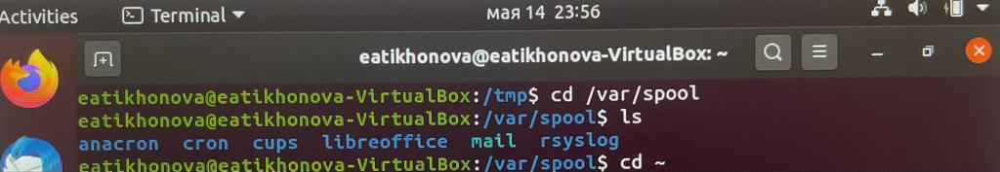 Activities Terminal мая 14 23:56
eatikhonova@eatikhonova-VirtualBox: ~
eatikhonova@eatikhonova-VirtualBox:/tmp$ cd /var/spool
eatikhonova@eatikhonova-VirtualBox:/var/spool$ ls
anacron cron cups libreoffice mail rsyslog
eatikhonova@eatikhonova-VirtualBox:/var/spool$ cd ~